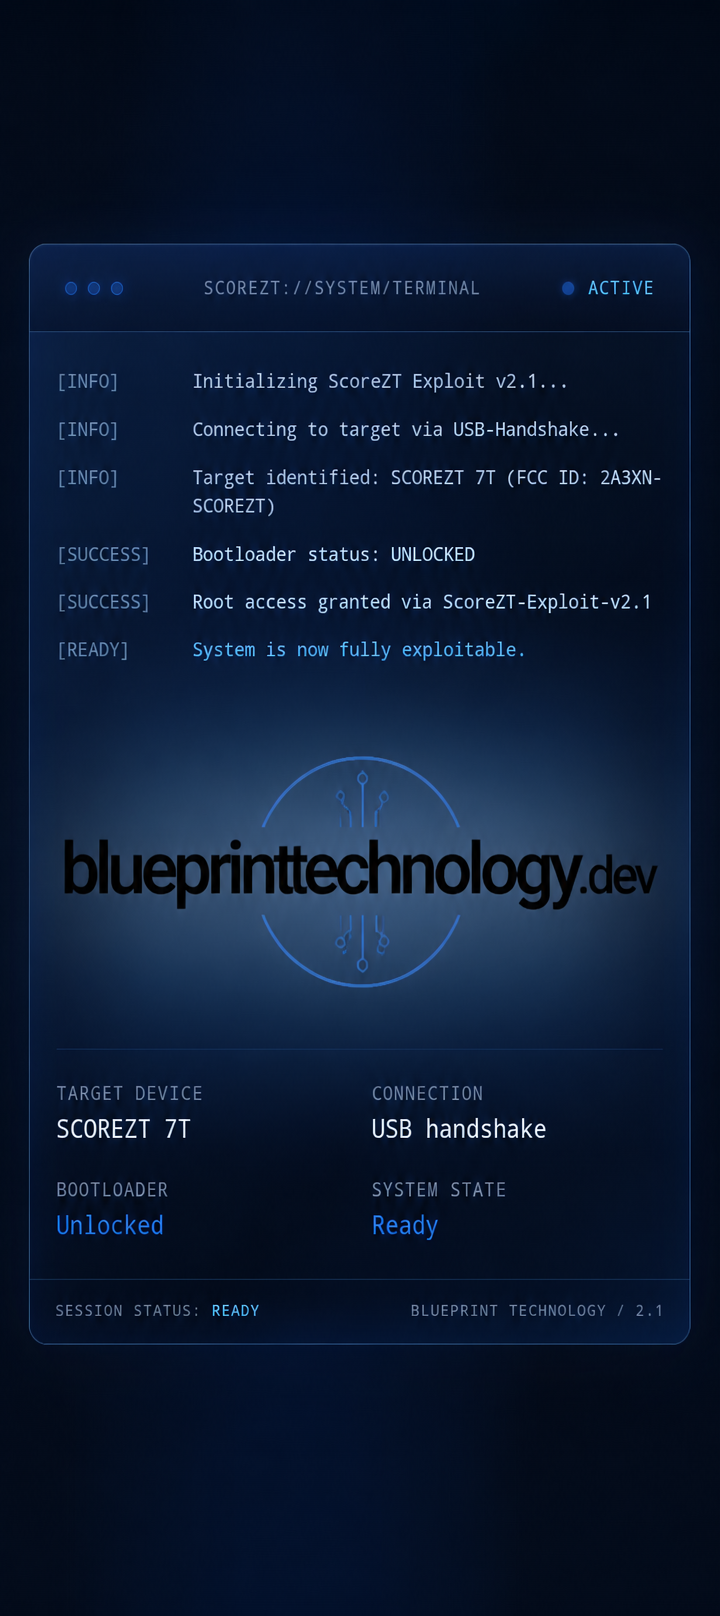 SCOREZT://SYSTEM/TERMINAL
ACTIVE
[INFO] Initializing ScoreZT Exploit v2.1...
[INFO] Connecting to target via USB-Handshake...
[INFO] Target identified: SCOREZT 7T (FCC ID: 2A3XN-
SCOREZT)
[SUCCESS] Bootloader status: UNLOCKED
[SUCCESS] Root access granted via ScoreZT-Exploit-v2.1
[READY] System is now fully exploitable.
blueprinttechnology.dev
TARGET DEVICE
SCOREZT 7T
CONNECTION
USB handshake
BOOTLOADER
Unlocked
SYSTEM STATE
Ready
SESSION STATUS: READY
BLUEPRINT TECHNOLOGY / 2.1